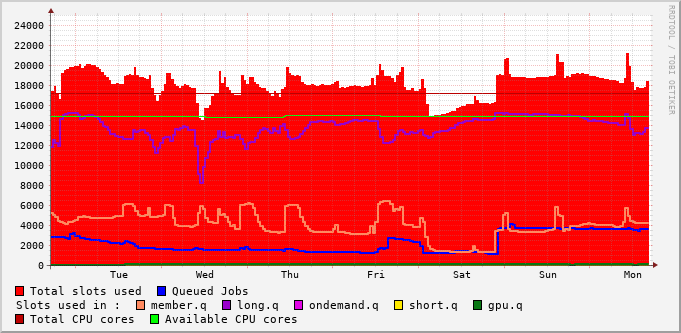 RRDTOOL / TOBI OETIKER
24000
22000
20000
18000
16000
14000
12000
10000
8000
6000
4000
2000
0
Tue Wed Thu Fri Sat Sun Mon
Total slots used Queued Jobs
Slots used in : member.q long.q ondemand.q short.q gpu.q
Total CPU cores Available CPU cores